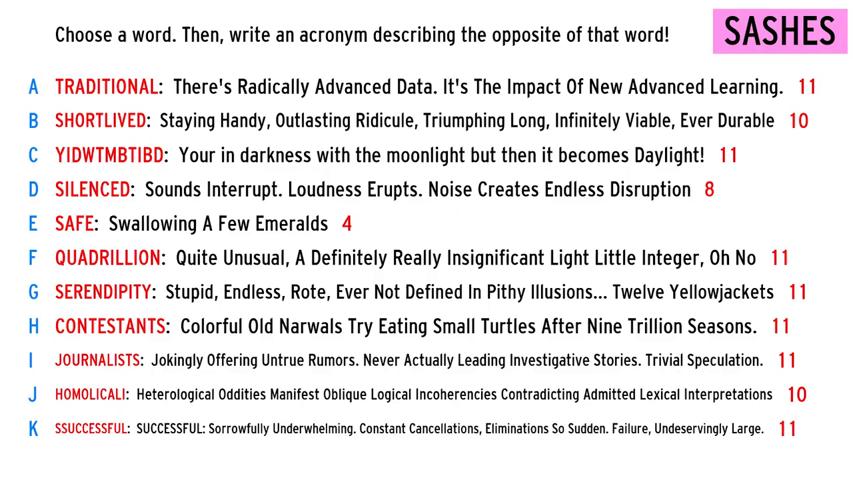 Choose a word. Then, write an acronym describing the opposite of that word!
SASHES
A TRADITIONAL: There's Radically Advanced Data. It's The Impact Of New Advanced Learning. 11
B SHORTLIVED: Staying Handy, Outlasting Ridicule, Triumphing Long, Infinitely Viable, Ever Durable 10
C YIDWTMBTIBD: Your in darkness with the moonlight but then it becomes Daylight! 11
D SILENCED: Sounds Interrupt. Loudness Erupts. Noise Creates Endless Disruption 8
E SAFE: Swallowing A Few Emeralds 4
F QUADRILLION: Quite Unusual, A Definitely Really Insignificant Light Little Integer, Oh No 11
G SERENDIPITY: Stupid, Endless, Rote, Ever Not Defined In Pithy Illusions... Twelve Yellowjackets 11
H CONTESTANTS: Colorful Old Narwals Try Eating Small Turtles After Nine Trillion Seasons. 11
I JOURNALISTS: Jokingly Offering Untrue Rumors. Never Actually Leading Investigative Stories. Trivial Speculation. 11
J HOMOLICALI: Heterological Oddities Manifest Oblique Logical Incoherencies Contradicting Admitted Lexical Interpretations 10
K SSUCCESSFUL: SUCCESSFUL: Sorrowfully Underwhelming. Constant Cancellations, Eliminations So Sudden. Failure, Undeservingly Large. 11